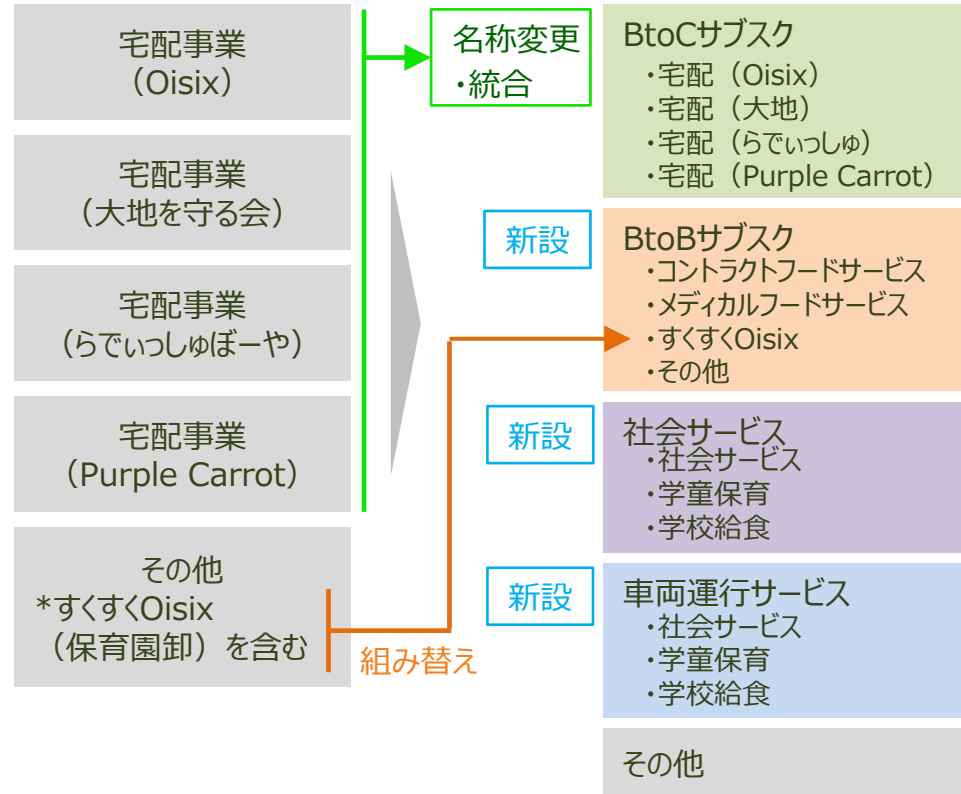 宅配事業
（Oisix）
宅配事業
（大地を守る会）
宅配事業
（らでぃっしゅぼーや）
宅配事業
（Purple Carrot）
その他
*すくすくOisix
（保育園卸）を含む
組み替え
名称変更
・統合
新設
新設
新設
BtoCサブスク
・宅配（Oisix）
・宅配（大地）
・宅配（らでぃっしゅ）
・宅配（Purple Carrot）
BtoBサブスク
・コントラクトフードサービス
・メディカルフードサービス
・すくすくOisix
・その他
社会サービス
・社会サービス
・学童保育
・学校給食
車両運行サービス
・社会サービス
・学童保育
・学校給食
その他